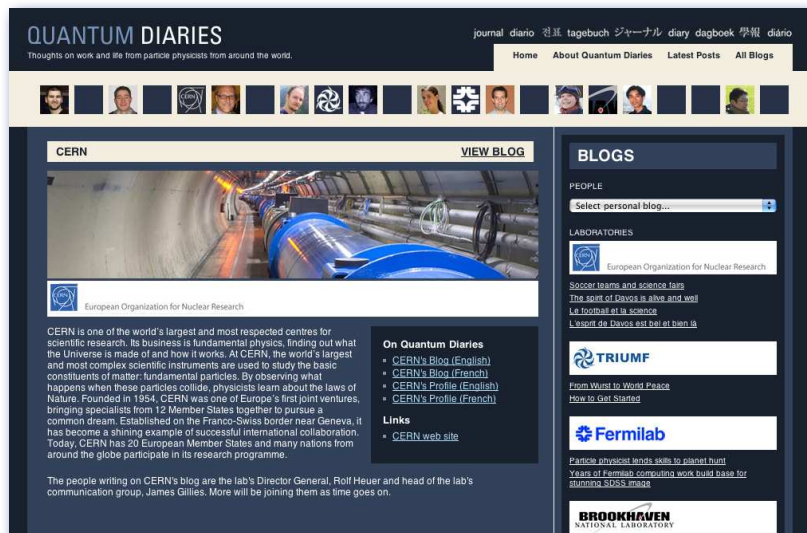 QUANTUM DIARIES
Thoughts on work and life from particle physicists from around the world.
journal diario 전표 tagebuch ジャーナル diary dagboek 學報 diário
Home About Quantum Diaries Latest Posts All Blogs
CERN
CERN VIEW BLOG
CERN
European Organization for Nuclear Research
CERN is one of the world's largest and most respected centres for
scientific research. Its business is fundamental physics, finding out what
the Universe is made of and how it works. At CERN, the world's largest
and most complex scientific instruments are used to study the basic
constituents of matter: fundamental particles. By observing what
happens when these particles collide, physicists learn about the laws of
Nature. Founded in 1954, CERN was one of Europe's first joint ventures,
bringing specialists from 12 Member States together to pursue a
common dream. Established on the Franco-Swiss border near Geneva, it
has become a shining example of successful international collaboration.
Today, CERN has 20 European Member States and many nations from
around the globe participate in its research programme.
On Quantum Diaries
CERN's Blog (English)
CERN's Blog (French)
CERN's Profile (English)
CERN's Profile (French)
Links
CERN web site
The people writing on CERN's blog are the lab's Director General, Rolf Heuer and head of the lab's
communication group, James Gillies. More will be joining them as time goes on.
BLOGS
PEOPLE
Select personal blog...
LABORATORIES
CERN
European Organization for Nuclear Research
Soccer teams and science fairs
The spirit of Davos is alive and well
Le football et la science
L'esprit de Davos est bel et bien là
TRIUMF
From Wurst to World Peace
How to Get Started
Fermilab
Particle physicist lends skills to planet hunt
Years of Fermilab computing work build base for
stunning SDSS image
BROOKHAVEN
NATIONAL LABORATORY